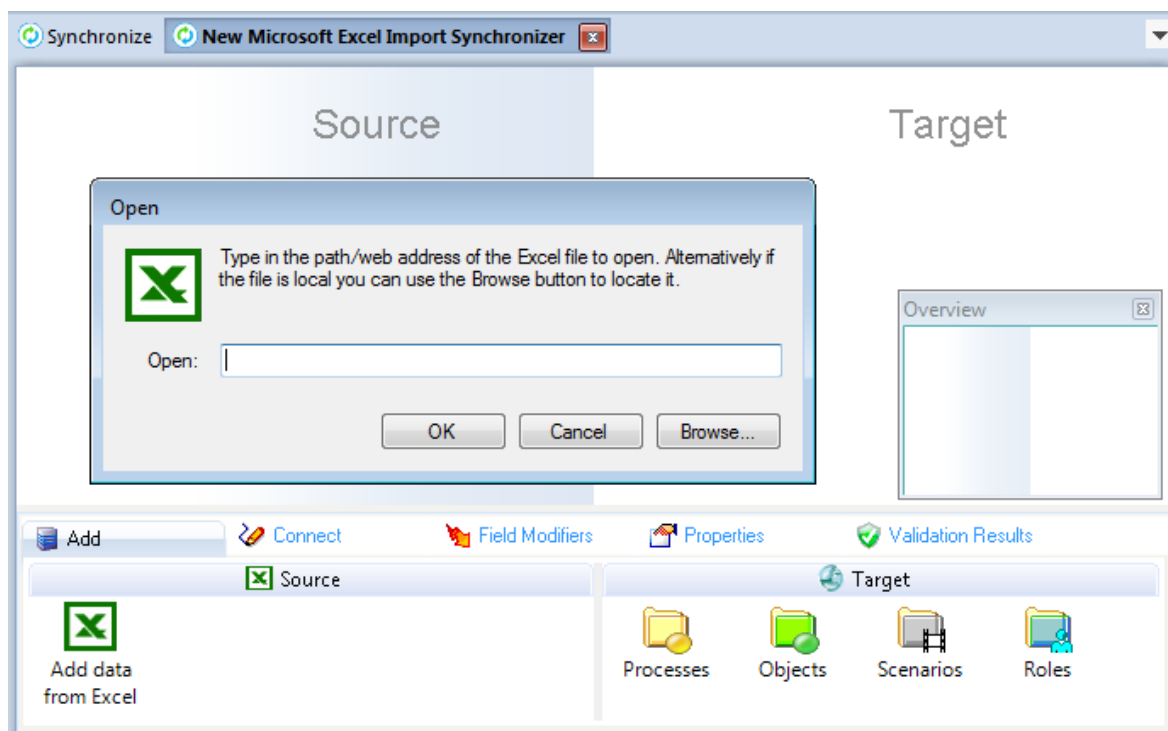 Synchronize New Microsoft Excel Import Synchronizer
Source Target
Open
Type in the path/web address of the Excel file to open. Alternatively if
the file is local you can use the Browse button to locate it.
Overview
Open:
OK Cancel Browse...
Add Connect Field Modifiers Properties Validation Results
Source Target
Add data
from Excel
Processes Objects Scenarios Roles